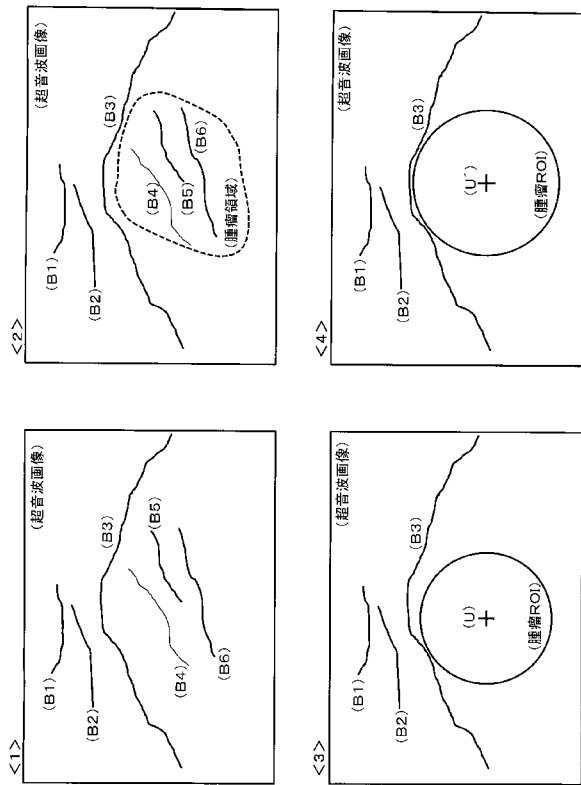 <1>
(超音波画像)
(B1)
(B2)
(B3)
(B4)
(B5)
(B6)
<2>
(超音波画像)
(B1)
(B2)
(B3)
(B4)
(B5)
(B6)
(腫瘤領域)
<3>
(超音波画像)
(B1)
(B2)
(B3)
(U)
(腫瘤ROI)
<4>
(超音波画像)
(B1)
(B2)
(B3)
(U´)
(腫瘤ROI)